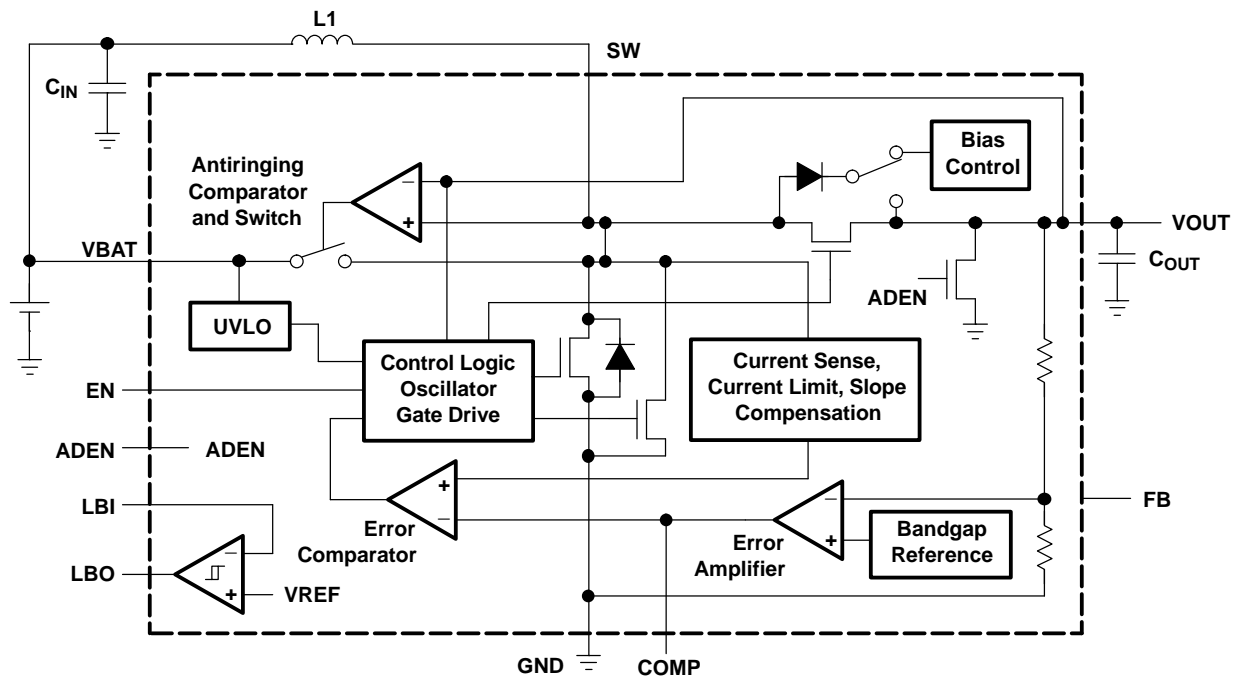 L1
SW
CIN
Antiringing
Comparator
and Switch
−
+
Bias
Control
VBAT
VOUT
COUT
ADEN
UVLO
Control Logic
Oscillator
Gate Drive
Current Sense,
Current Limit, Slope
Compensation
EN
ADEN
ADEN
LBI
LBO
−
+
VREF
+
−
Error
Comparator
−
+
Error
Amplifier
Bandgap
Reference
FB
GND
COMP